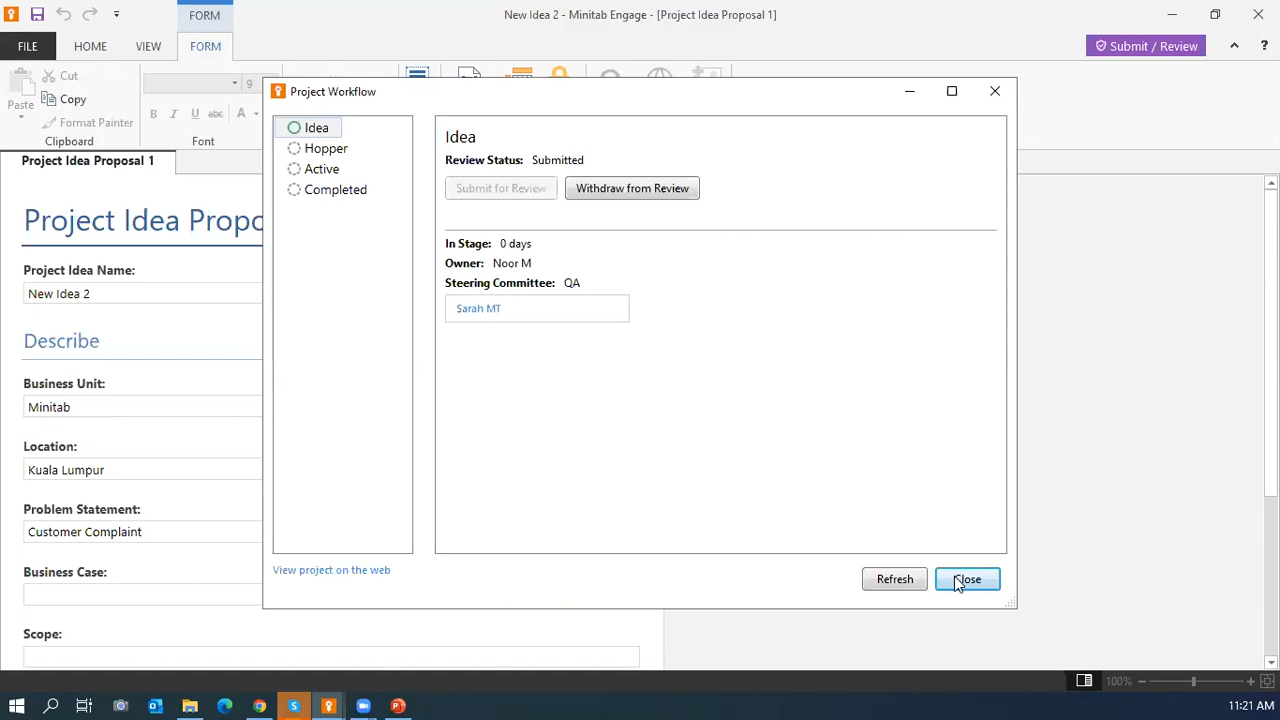 FORM
New Idea 2 - Minitab Engage - [Project Idea Proposal 1]
FILE
HOME
VIEW
FORM
Submit / Review
?
Cut
Paste
Copy
Format Painter
Clipboard
9
B I U abc A
Font
Project Idea Proposal 1
Project Idea Propo
Project Idea Name:
New Idea 2
Describe
Business Unit:
Minitab
Location:
Kuala Lumpur
Problem Statement:
Customer Complaint
Business Case:
Scope:
Project Workflow
Idea
Hopper
Active
Completed
View project on the web
Idea
Review Status: Submitted
Submit for Review
Withdraw from Review
In Stage: 0 days
Owner: Noor M
Steering Committee: QA
Sarah MT
Refresh
Close
100%
11:21 AM